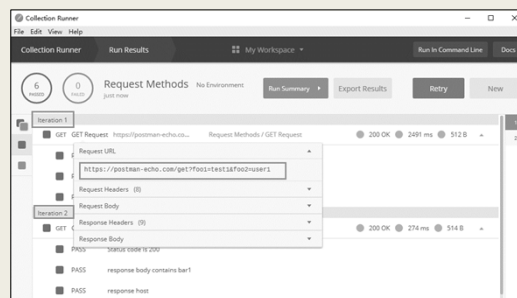 Collection Runner
File Edit View Help
Collection Runner Run Results My Workspace Run In Command Line Docs
6 PASSED 0 FAILED Request Methods No Environment Run Summary Export Results Retry New
just now
Iteration 1
GET GET Request https://postman-echo.co... Request Methods / GET Request 200 OK 2491 ms 512 B
Request URL
https://postman-echo.com/get?foo1=test1&foo2=user1
Request Headers (8)
Request Body
Iteration 2
Response Headers (9)
GET 200 OK 274 ms 514 B
Response Body
PASS Status code is 200
PASS response body contains bar1
PASS response host